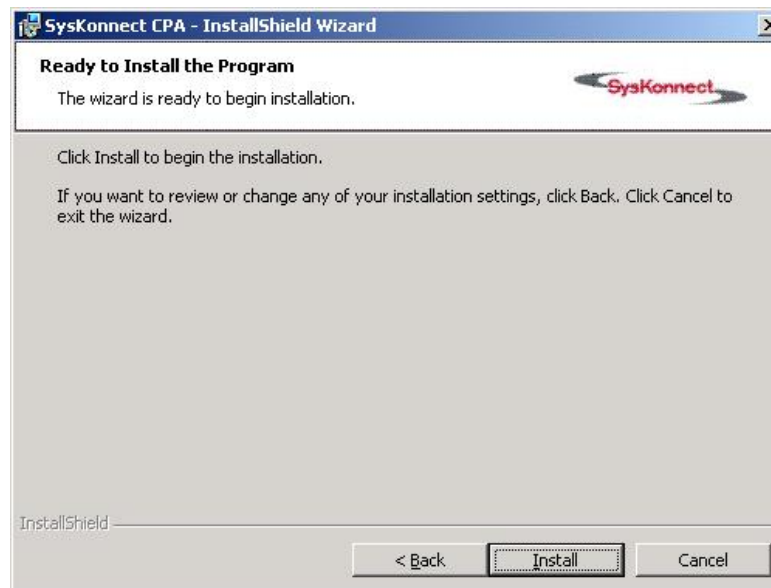 SysKonnect CPA - InstallShield Wizard
Ready to Install the Program
The wizard is ready to begin installation.
SysKonnect
Click Install to begin the installation.
If you want to review or change any of your installation settings, click Back. Click Cancel to
exit the wizard.
InstallShield
< Back
Install
Cancel